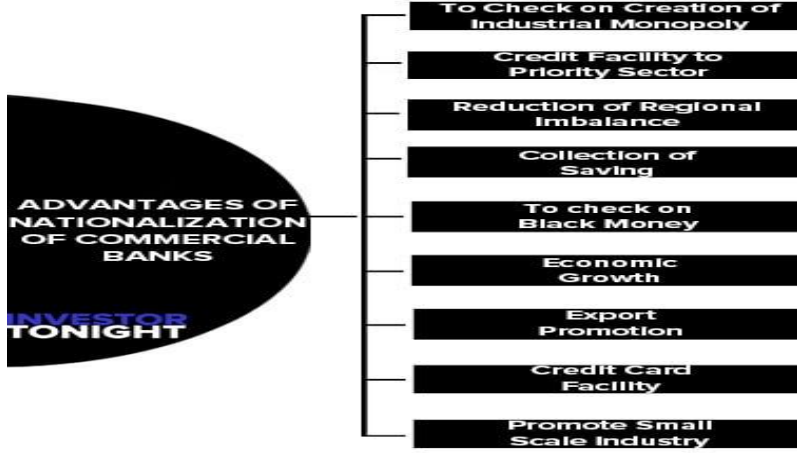 ADVANTAGES OF
NATIONALIZATION
OF COMMERCIAL
BANKS
INVESTOR
TONIGHT
To Check on Creation of
Industrial Monopoly
Credit Facility to
Priority Sector
Reduction of Regional
Imbalance
Collection of
Saving
To check on
Black Money
Economic
Growth
Export
Promotion
Credit Card
Facility
Promote Small
Scale Industry